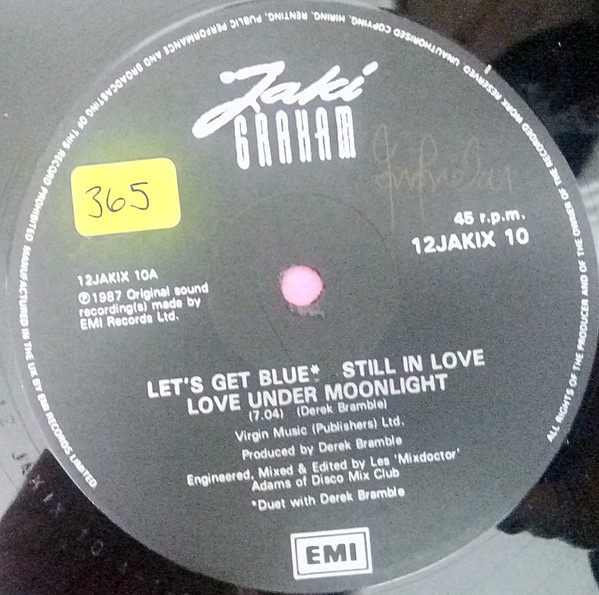 ALL RIGHTS OF THE PRODUCER AND OF THE OWNER OF THE RECORDED WORK RESERVED. UNAUTHORISED COPYING, HIRING, RENTING, PUBLIC PERFORMANCE AND BROADCASTING OF THIS RECORD PROHIBITED. MANUFACTURED IN THE UK BY EMI RECORDS LIMITED
Jaki
GRAHAM
365
45 r.p.m.
12JAKIX 10
12JAKIX 10A
℗1987 Original sound
recording(s) made by
EMI Records Ltd.
LET'S GET BLUE* STILL IN LOVE
LOVE UNDER MOONLIGHT
(7.04) (Derek Bramble)
Virgin Music (Publishers) Ltd.
Produced by Derek Bramble
Engineered, Mixed & Edited by Les 'Mixdoctor'
Adams of Disco Mix Club
*Duet with Derek Bramble
EMI